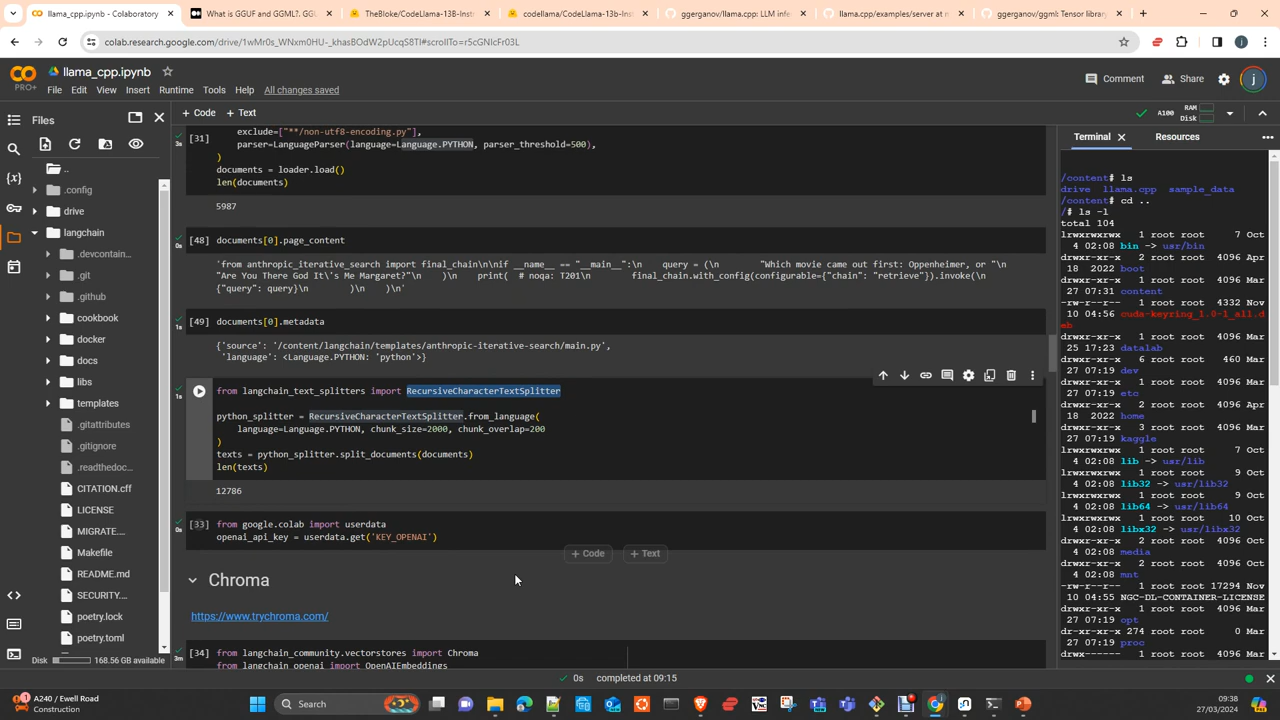 llama_cpp.ipynb - Colaboratory
What is GGUF and GGML?. GGU
TheBloke/CodeLlama-13B-Instr
codellama/CodeLlama-13b-Inst
ggerganov/llama.cpp: LLM infe
llama.cpp/examples/server at m
ggerganov/ggml: Tensor library
colab.research.google.com/drive/
PRO+
llama_cpp.ipynb
File Edit View Insert Runtime Tools Help All changes saved
Comment
Share
j
Files
+ Code + Text
A100
RAM
Disk
..
.config
drive
langchain
.devcontain...
.git
.github
cookbook
docker
docs
libs
templates
.gitattributes
.gitignore
.readthedoc...
CITATION.cff
LICENSE
MIGRATE....
Makefile
README.md
SECURITY....
poetry.lock
poetry.toml
Disk 168.56 GB available
[31]
3s
exclude=["**/non-utf8-encoding.py"],
parser=LanguageParser(language=Language.PYTHON, parser_threshold=500),
)
documents = loader.load()
len(documents)
5987
[48] documents[0].page_content
0s
'from anthropic_iterative_search import final_chain\n\nif __name__ == "__main__":\n    query = (\n        "Which movie came out first: Oppenheimer, or "\n
"Are You There God It\'s Me Margaret?"\n    )\n    print(  # noqa: T201\n        final_chain.with_config(configurable={"chain": "retrieve"}).invoke(\n
{"query": query}\n        )\n    )\n'
[49] documents[0].metadata
1s
{'source': '/content/langchain/templates/anthropic-iterative-search/main.py',
'language': <Language.PYTHON: 'python'>}
1s
from langchain_text_splitters import RecursiveCharacterTextSplitter
python_splitter = RecursiveCharacterTextSplitter.from_language(
language=Language.PYTHON, chunk_size=2000, chunk_overlap=200
)
texts = python_splitter.split_documents(documents)
len(texts)
12786
[33] from google.colab import userdata
0s
openai_api_key = userdata.get('KEY_OPENAI')
+ Code + Text
Chroma
https://www.trychroma.com/
[34] from langchain_community.vectorstores import Chroma
3m
from langchain_openai import OpenAIEmbeddings
0s completed at 09:15
Terminal
Resources
/content# ls
drive llama.cpp sample_data
/content# cd ..
/# ls -l
total 104
lrwxrwxrwx 1 root root 7 Oct
4 02:08 bin -> usr/bin
drwxr-xr-x 2 root root 4096 Apr
18 2022 boot
drwxr-xr-x 1 root root 4096 Mar
27 07:31 content
-rw-r--r-- 1 root root 4332 Nov
10 04:56 cuda-keyring_1.0-1_all.d
eb
drwxr-xr-x 1 root root 4096 Mar
25 17:23 datalab
drwxr-xr-x 6 root root 460 Mar
27 07:19 dev
drwxr-xr-x 1 root root 4096 Mar
27 07:19 etc
drwxr-xr-x 2 root root 4096 Apr
18 2022 home
drwxr-xr-x 3 root root 4096 Mar
27 07:19 kaggle
lrwxrwxrwx 1 root root 7 Oct
4 02:08 lib -> usr/lib
lrwxrwxrwx 1 root root 9 Oct
4 02:08 lib32 -> usr/lib32
lrwxrwxrwx 1 root root 9 Oct
4 02:08 lib64 -> usr/lib64
lrwxrwxrwx 1 root root 10 Oct
4 02:08 libx32 -> usr/libx32
drwxr-xr-x 2 root root 4096 Oct
4 02:08 media
drwxr-xr-x 2 root root 4096 Oct
4 02:08 mnt
-rw-r--r-- 1 root root 17294 Nov
10 04:55 NGC-DL-CONTAINER-LICENSE
drwxr-xr-x 1 root root 4096 Mar
27 07:19 opt
dr-xr-xr-x 274 root root 0 Mar
27 07:19 proc
drwx------ 1 root root 4096 Mar
A240 / Ewell Road
Construction
Search
09:38
27/03/2024